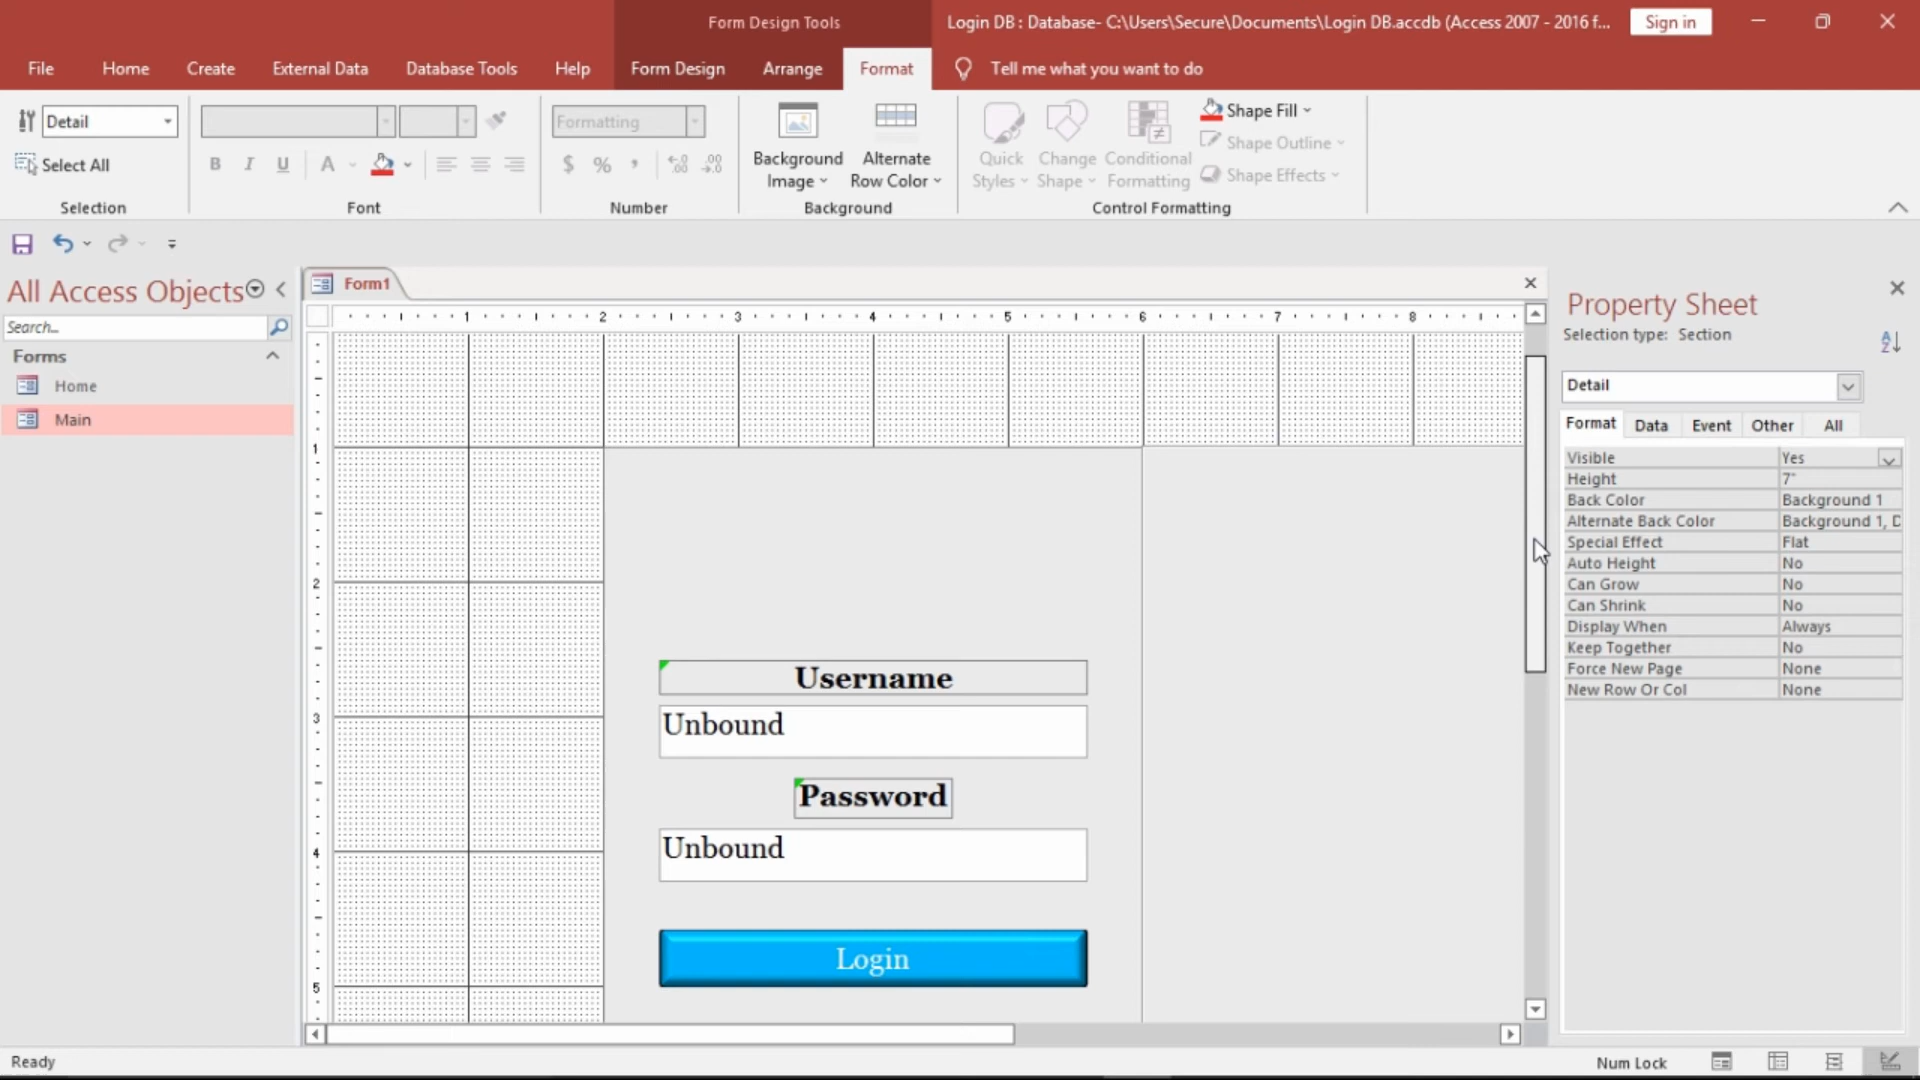 Form Design Tools
Login DB : Database- C:\Users\Secure\Documents\Login DB.accdb (Access 2007 - 2016 f...
Sign in
File Home Create External Data Database Tools Help Form Design Arrange Format Tell me what you want to do
Detail
Select All
Selection
B I U A
Font
Formatting
$ % ,
Number
Background Image
Alternate Row Color
Background
Quick Styles
Change Shape
Conditional Formatting
Shape Fill
Shape Outline
Shape Effects
Control Formatting
All Access Objects
Search...
Forms
Home
Main
Form1
1 2 3 4 5 6 7 8
1
2
3
4
5
Username
Unbound
Password
Unbound
Login
Property Sheet
Selection type: Section
Detail
Format Data Event Other All
Visible Yes
Height 7"
Back Color Background 1
Alternate Back Color Background 1, D
Special Effect Flat
Auto Height No
Can Grow No
Can Shrink No
Display When Always
Keep Together No
Force New Page None
New Row Or Col None
Ready
Num Lock